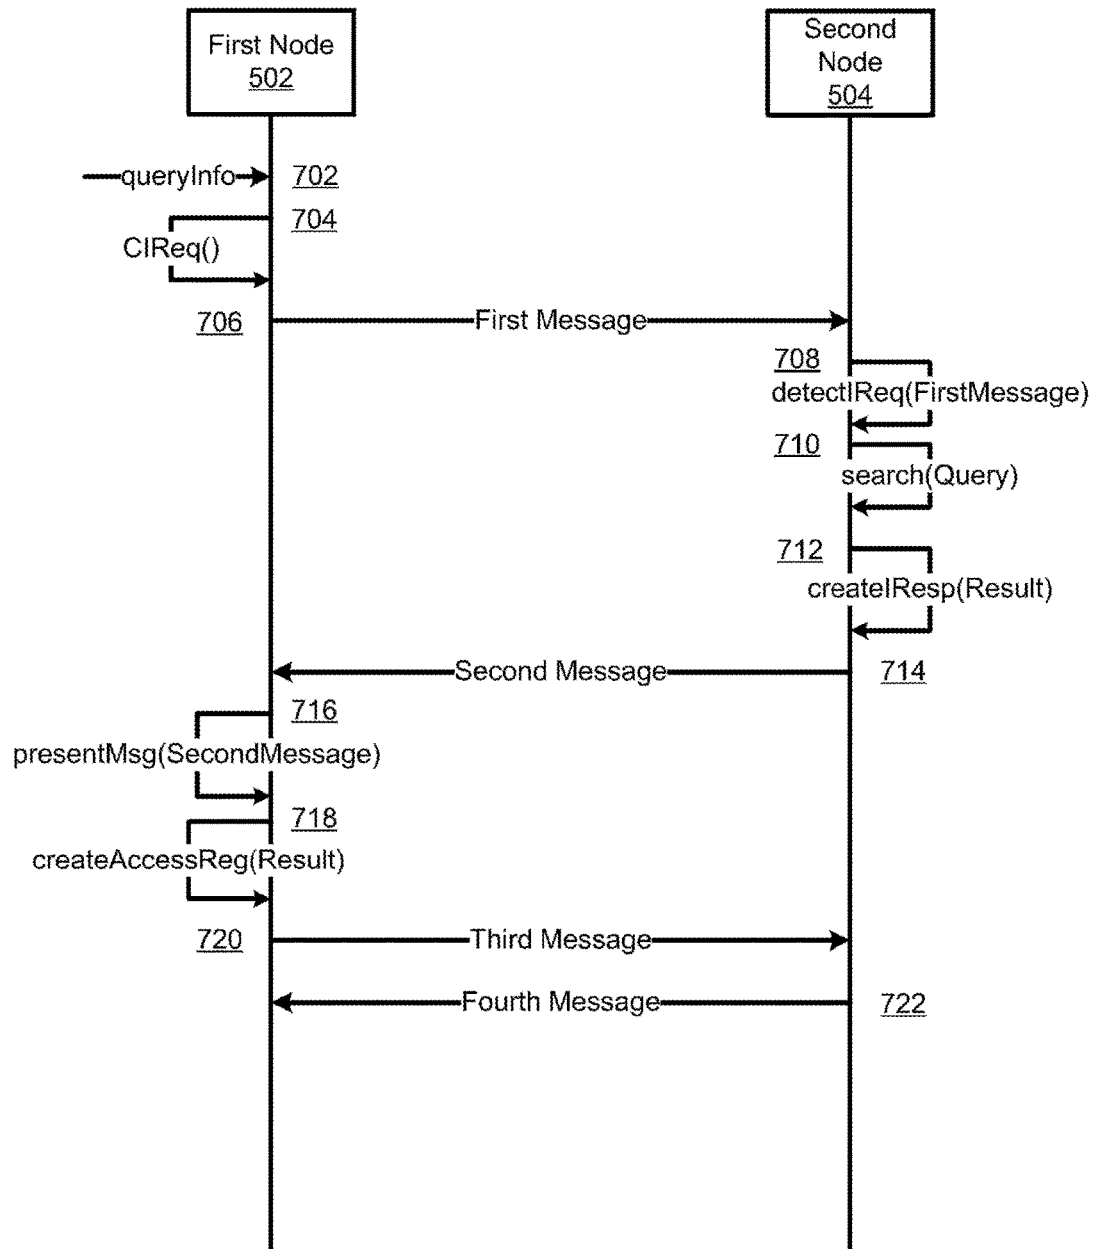 First Node
502
Second
Node
504
queryInfo
702
704
CIReq()
706
First Message
708
detectIReq(FirstMessage)
710
search(Query)
712
createIResp(Result)
Second Message
714
716
presentMsg(SecondMessage)
718
createAccessReg(Result)
720
Third Message
Fourth Message
722